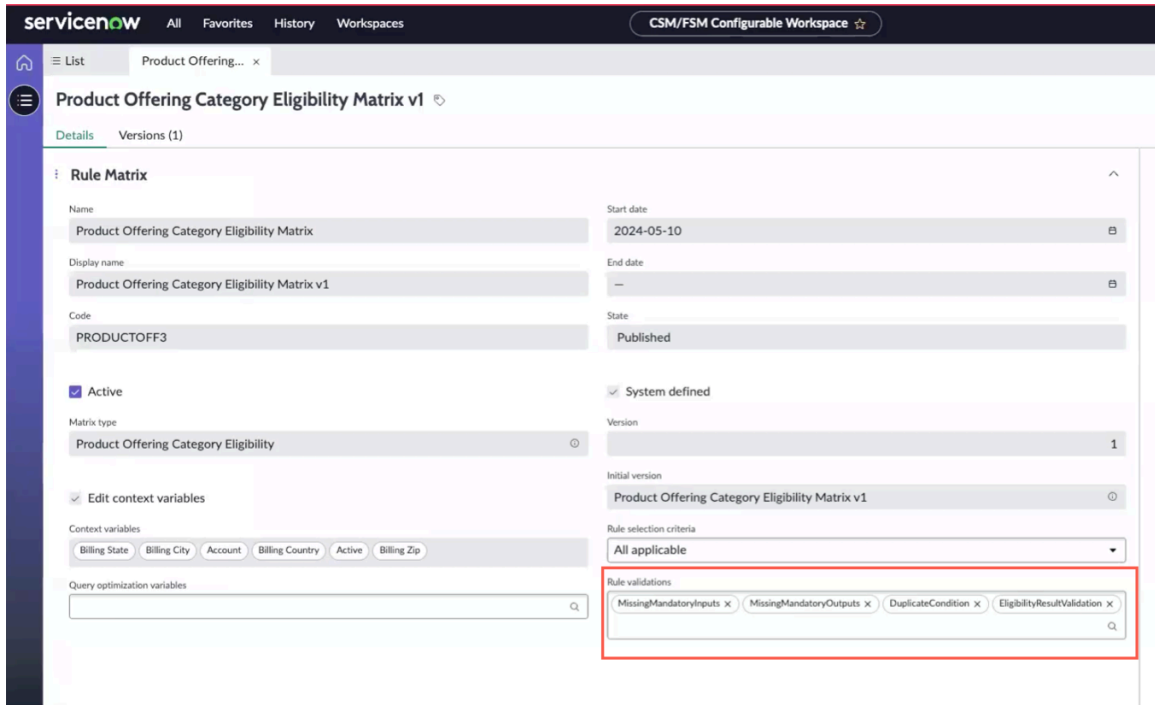 servicenow All Favorites History Workspaces CSM/FSM Configurable Workspace
List Product Offering... ×
Product Offering Category Eligibility Matrix v1
Details Versions (1)
Rule Matrix
Name Start date
Product Offering Category Eligibility Matrix 2024-05-10
Display name End date
Product Offering Category Eligibility Matrix v1 —
Code State
PRODUCTOFF3 Published
Active System defined
Matrix type Version
Product Offering Category Eligibility 1
Initial version
Edit context variables Product Offering Category Eligibility Matrix v1
Context variables Rule selection criteria
Billing State Billing City Account Billing Country Active Billing Zip All applicable
Query optimization variables Rule validations
MissingMandatoryInputs × MissingMandatoryOutputs × DuplicateCondition × EligibilityResultValidation ×